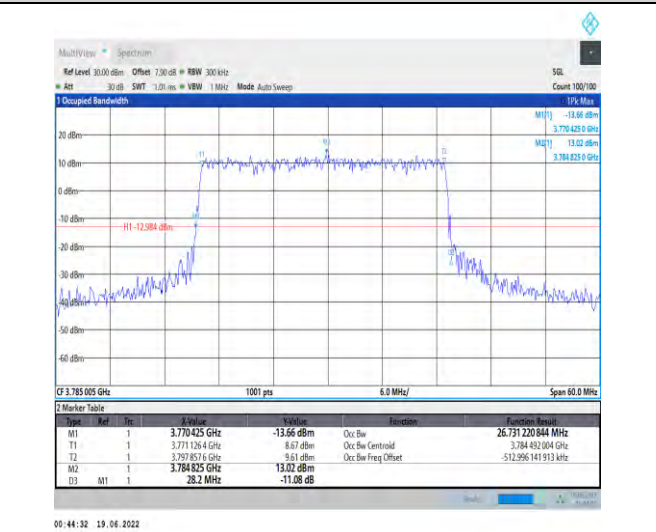 MultiView Spectrum
Ref Level 30.00 dBm Offset 7.90 dB RBW 300 kHz SGL
Att 30 dB SWT 1.01 ms VBW 1 MHz Mode Auto Sweep Count 100/100
1 Occupied Bandwidth 1Pk Max
M1[1] -13.66 dBm
3.770 425 0 GHz
M2[1] 13.02 dBm
3.784 825 0 GHz
20 dBm
10 dBm
0 dBm
-10 dBm
H1 -12.984 dBm
-20 dBm
-30 dBm
-40 dBm
-50 dBm
-60 dBm
CF 3.785 005 GHz 1001 pts 6.0 MHz/ Span 60.0 MHz
2 Marker Table
Type Ref Trc X-Value Y-Value Function Function Result
M1 1 3.770 425 GHz -13.66 dBm Occ Bw 26.731 220 844 MHz
T1 1 3.771 126 4 GHz 8.67 dBm Occ Bw Centroid 3.784 492 004 GHz
T2 1 3.797 857 6 GHz 9.61 dBm Occ Bw Freq Offset -512.996 141 913 kHz
M2 1 3.784 825 GHz 13.02 dBm
D3 M1 1 28.2 MHz -11.08 dB
00:44:32 19.06.2022